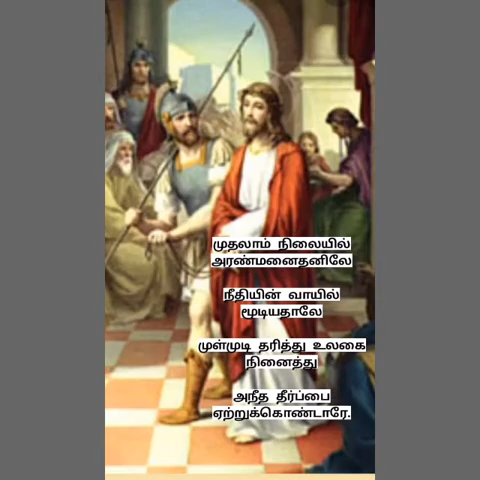 முதலாம் நிலையில்
அரண்மனைதனிலே
நீதியின் வாயில்
மூடியதாலே
முள்முடி தரித்து உலகை
நினைத்து
அநீத தீர்ப்பை
ஏற்றுக்கொண்டாரே.